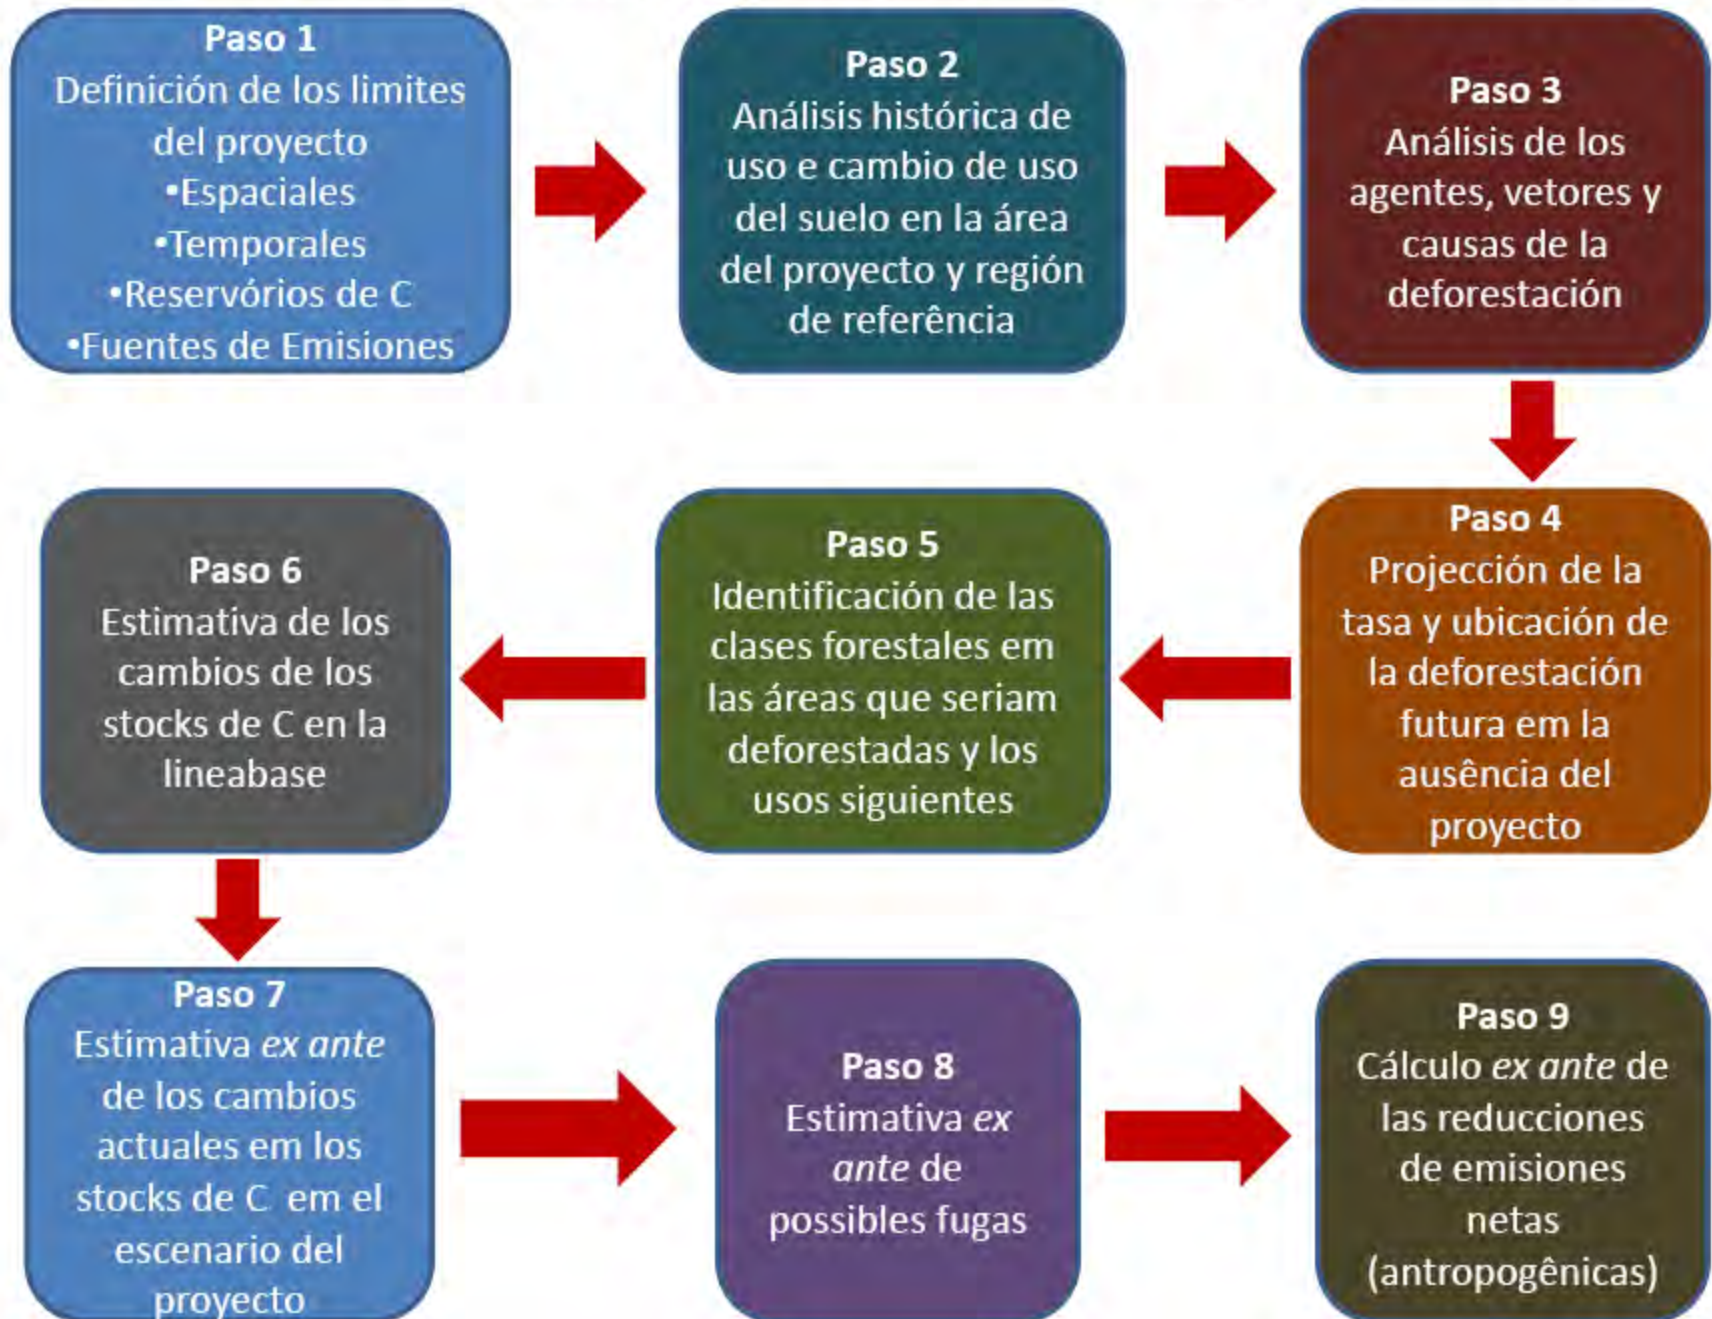 Paso 1
Definición de los limites
del proyecto
•Espaciales
•Temporales
•Reservórios de C
•Fuentes de Emisiones
Paso 2
Análisis histórica de
uso e cambio de uso
del suelo en la área
del proyecto y región
de referência
Paso 3
Análisis de los
agentes, vetores y
causas de la
deforestación
Paso 4
Projección de la
tasa y ubicación de
la deforestación
futura em la
ausência del
proyecto
Paso 5
Identificación de las
clases forestales em
las áreas que seriam
deforestadas y los
usos siguientes
Paso 6
Estimativa de los
cambios de los
stocks de C en la
lineabase
Paso 7
Estimativa ex ante
de los cambios
actuales em los
stocks de C em el
escenario del
proyecto
Paso 8
Estimativa ex
ante de
possibles fugas
Paso 9
Cálculo ex ante de
las reducciones
de emisiones
netas
(antropogênicas)